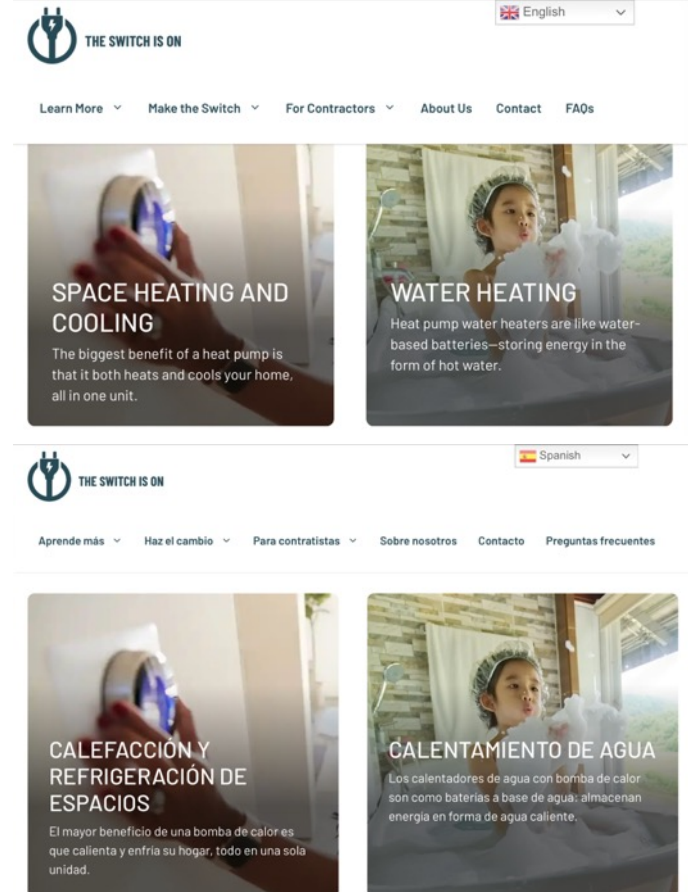 English
THE SWITCH IS ON
Learn More
Make the Switch
For Contractors
About Us
Contact
FAQs
SPACE HEATING AND
COOLING
The biggest benefit of a heat pump is
that it both heats and cools your home,
all in one unit.
WATER HEATING
Heat pump water heaters are like water-
based batteries—storing energy in the
form of hot water.
Spanish
THE SWITCH IS ON
Aprende más
Haz el cambio
Para contratistas
Sobre nosotros
Contacto
Preguntas frecuentes
CALEFACCIÓN Y
REFRIGERACIÓN DE
ESPACIOS
El mayor beneficio de una bomba de calor es
que calienta y enfría su hogar, todo en una sola
unidad.
CALENTAMIENTO DE AGUA
Los calentadores de agua con bomba de calor
son como baterías a base de agua: almacenan
energía en forma de agua caliente.